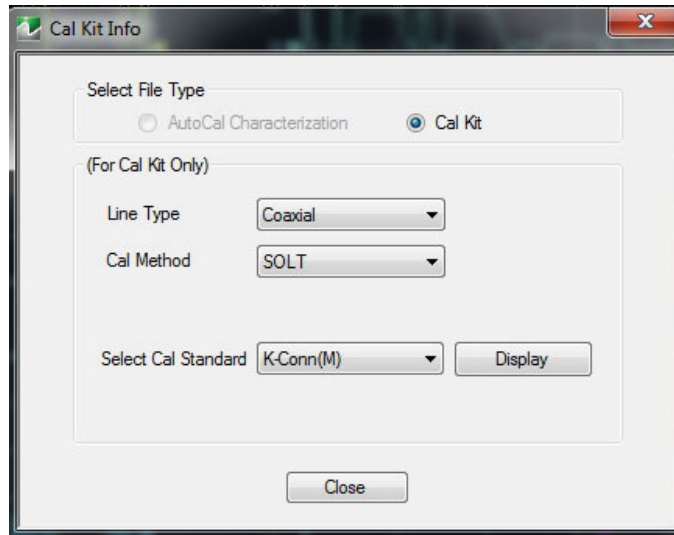 Cal Kit Info
Select File Type
AutoCal Characterization Cal Kit
(For Cal Kit Only)
Line Type Coaxial
Cal Method SOLT
Select Cal Standard K-Conn(M) Display
Close